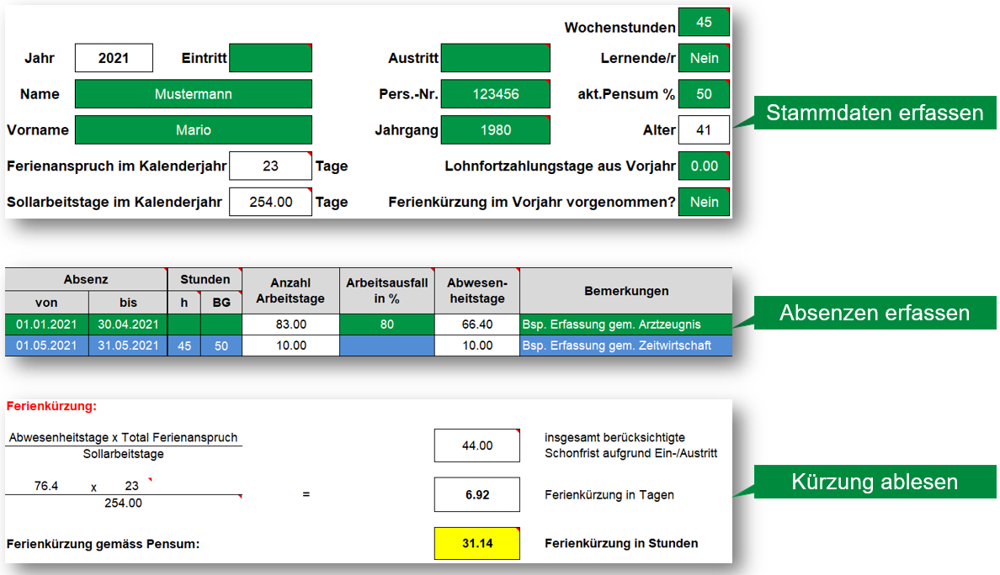 Wochenstunden 45
Jahr 2021 Eintritt Austritt Lernende/r Nein
Name Mustermann Pers.-Nr. 123456 akt.Pensum % 50
Vorname Mario Jahrgang 1980 Alter 41
Ferienanspruch im Kalenderjahr 23 Tage Lohnfortzahlungstage aus Vorjahr 0.00
Sollarbeitstage im Kalenderjahr 254.00 Tage Ferienkürzung im Vorjahr vorgenommen? Nein
Stammdaten erfassen
Absenz Stunden Anzahl Arbeitsausfall Abwesen- Bemerkungen
von bis h BG Arbeitstage in % heitstage
01.01.2021 30.04.2021 83.00 80 66.40 Bsp. Erfassung gem. Arztzeugnis
01.05.2021 31.05.2021 45 50 10.00 10.00 Bsp. Erfassung gem. Zeitwirtschaft
Absenzen erfassen
Ferienkürzung:
Abwesenheitstage x Total Ferienanspruch
Sollarbeitstage
44.00 insgesamt berücksichtigte
Schonfrist aufgrund Ein-/Austritt
76.4 x 23
254.00
= 6.92 Ferienkürzung in Tagen
Ferienkürzung gemäss Pensum: 31.14 Ferienkürzung in Stunden
Kürzung ablesen